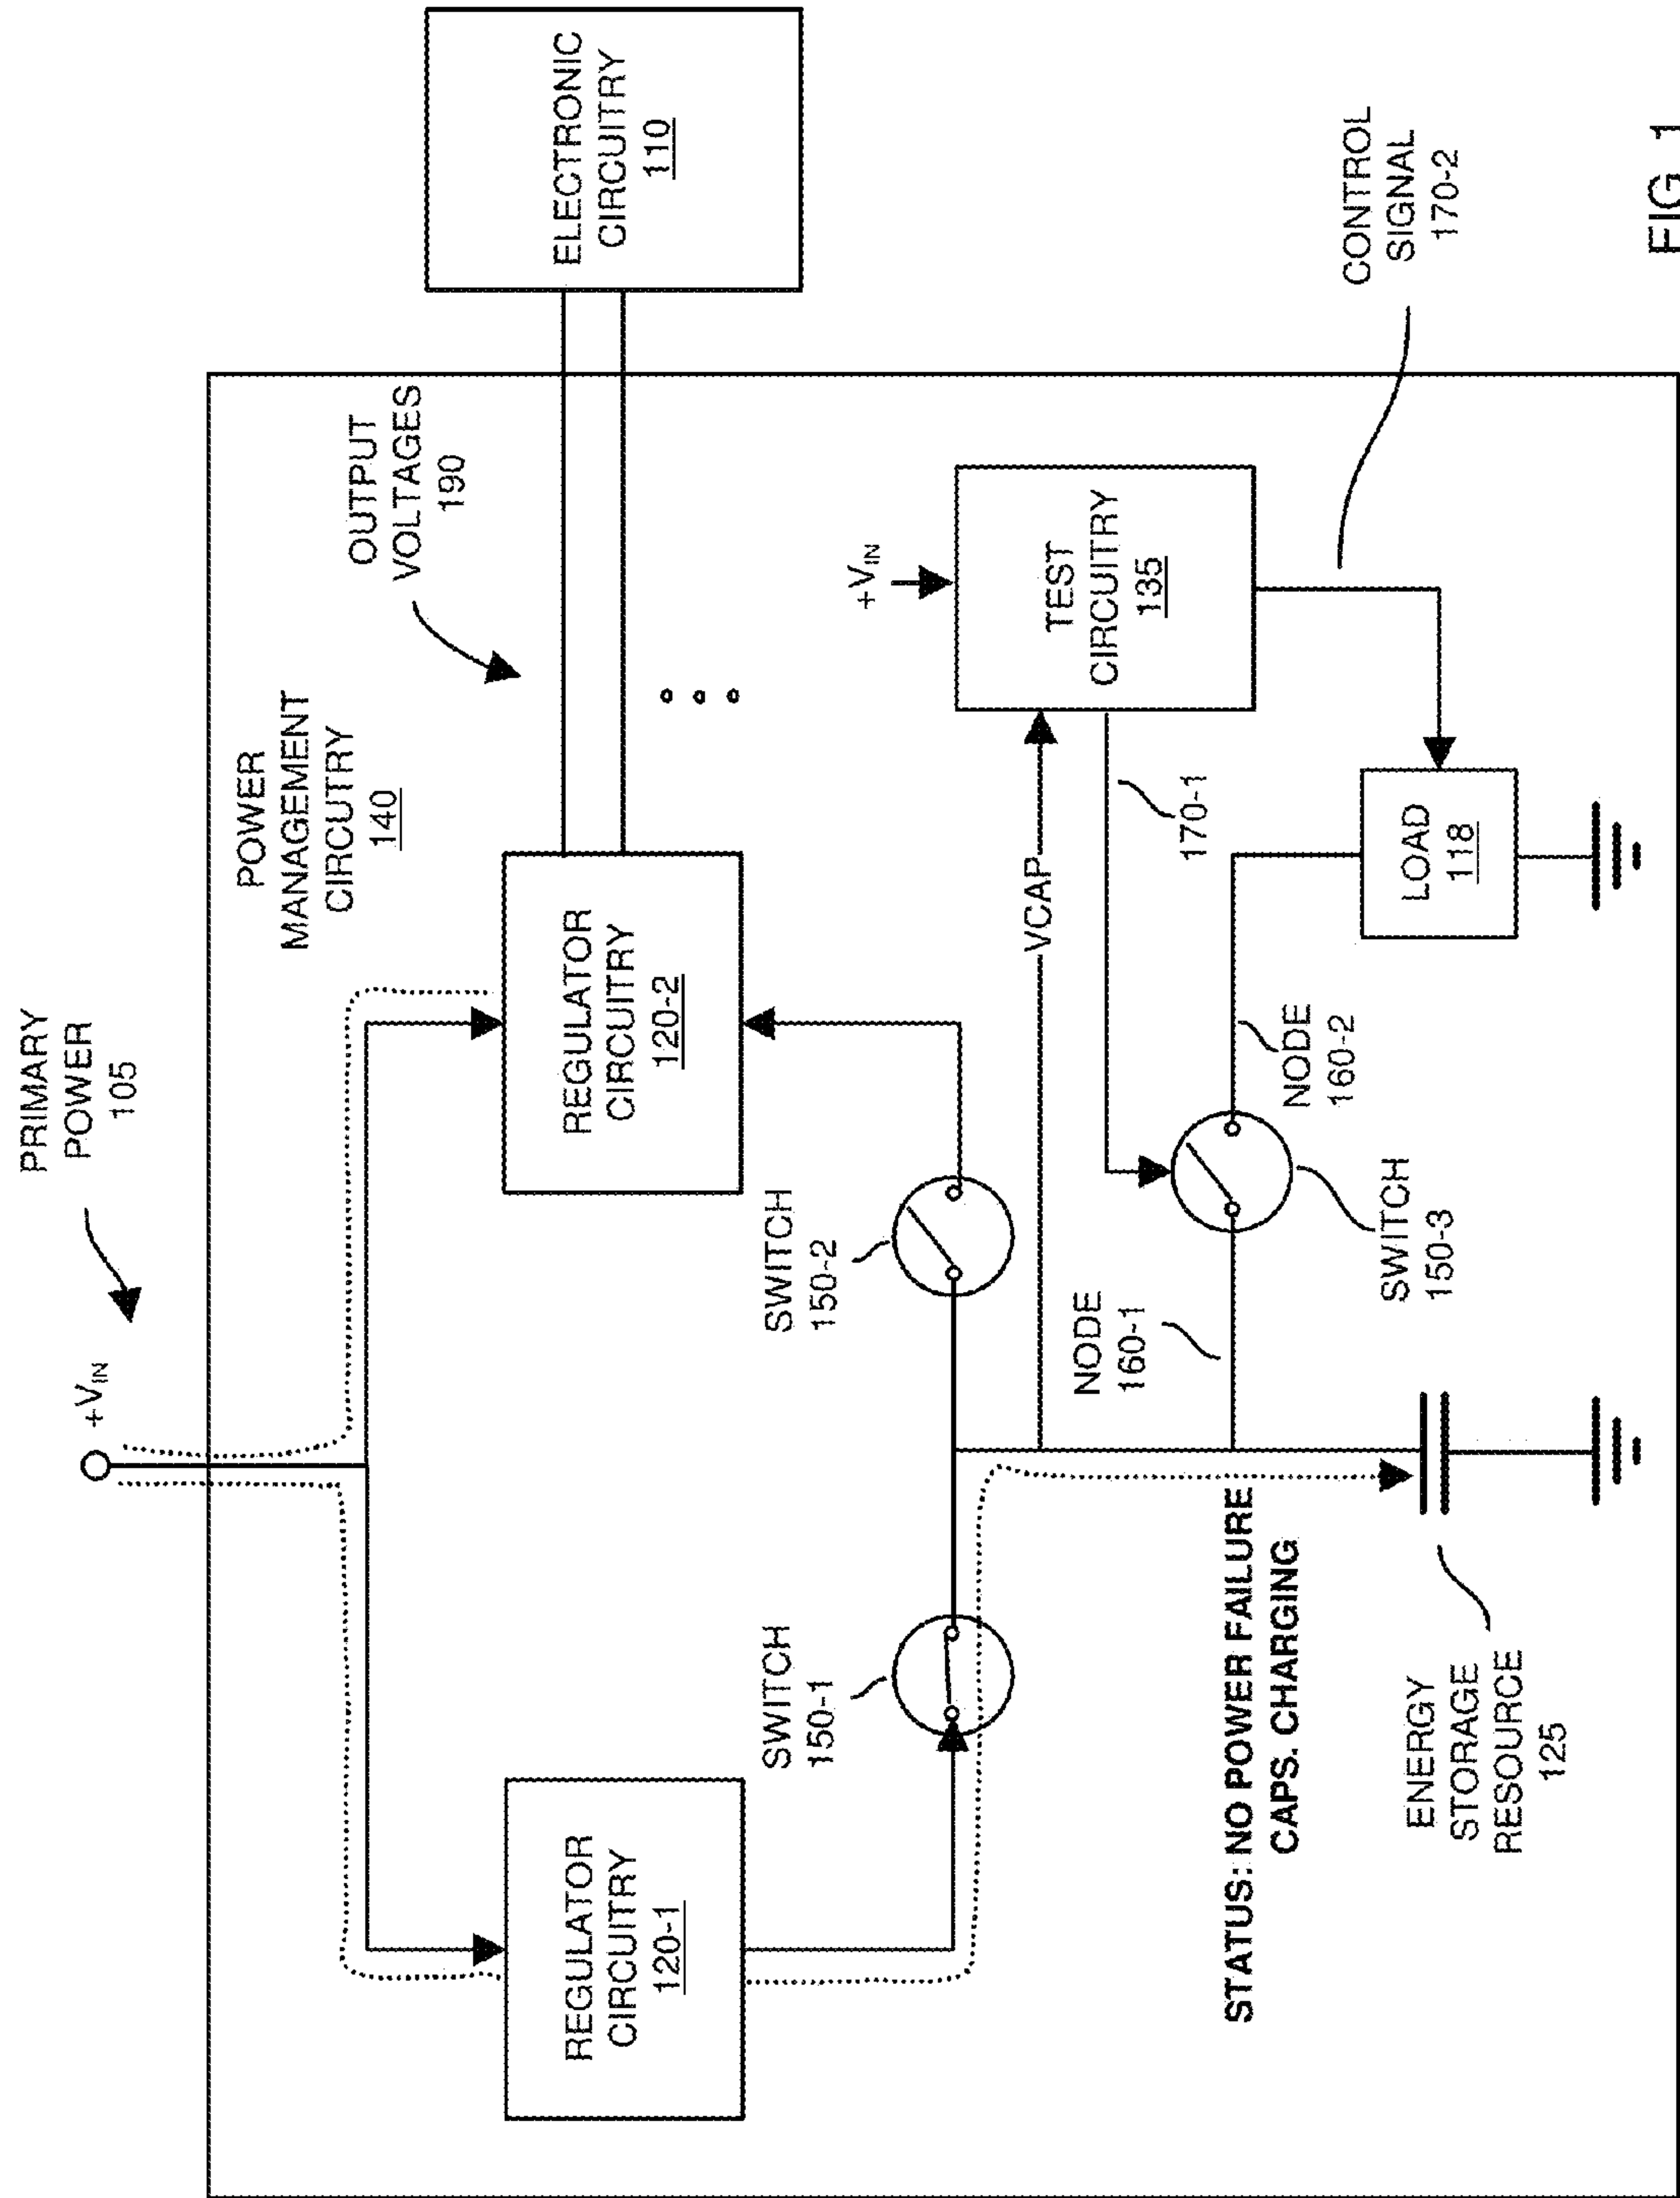 PRIMARY
POWER
105
+VIN
POWER
MANAGEMENT
CIRCUTRY
140
OUTPUT
VOLTAGES
190
ELECTRONIC
CIRCUITRY
110
REGULATOR
CIRCUITRY
120-1
REGULATOR
CIRCUITRY
120-2
SWITCH
150-1
SWITCH
150-2
+VIN
TEST
CIRCUITRY
135
VCAP
170-1
NODE
160-1
NODE
160-2
SWITCH
150-3
LOAD
118
CONTROL
SIGNAL
170-2
STATUS: NO POWER FAILURE
CAPS. CHARGING
ENERGY
STORAGE
RESOURCE
125
FIG. 1